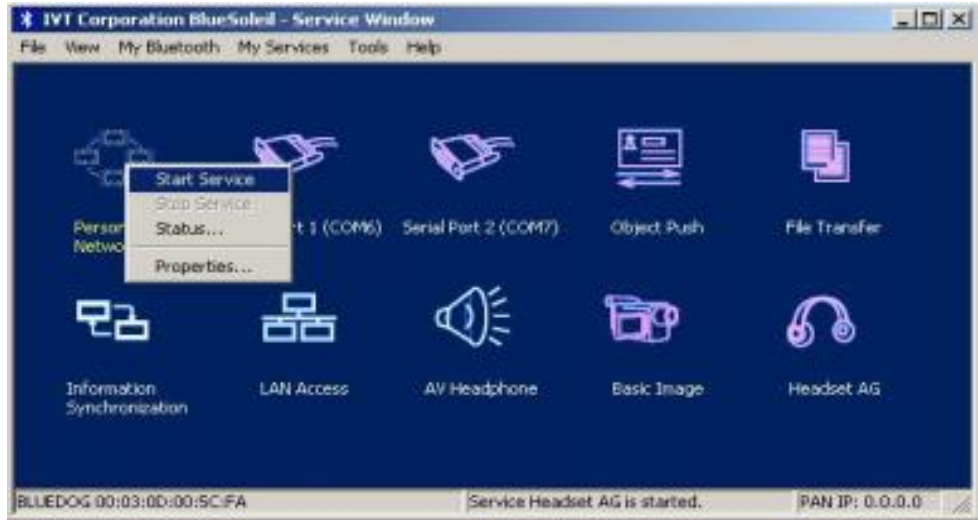 IVT Corporation BlueSoleil - Service Window
File View My Bluetooth My Services Tools Help
Start Service
Stop Service
Status...
Properties...
Person
Netwo
t 1 (COM6)
Serial Port 2 (COM7)
Object Push
File Transfer
Information
Synchronization
LAN Access
AV Headphone
Basic Image
Headset AG
BLUEDOG 00:03:0D:00:5C:FA
Service Headset AG is started.
PAN IP: 0.0.0.0